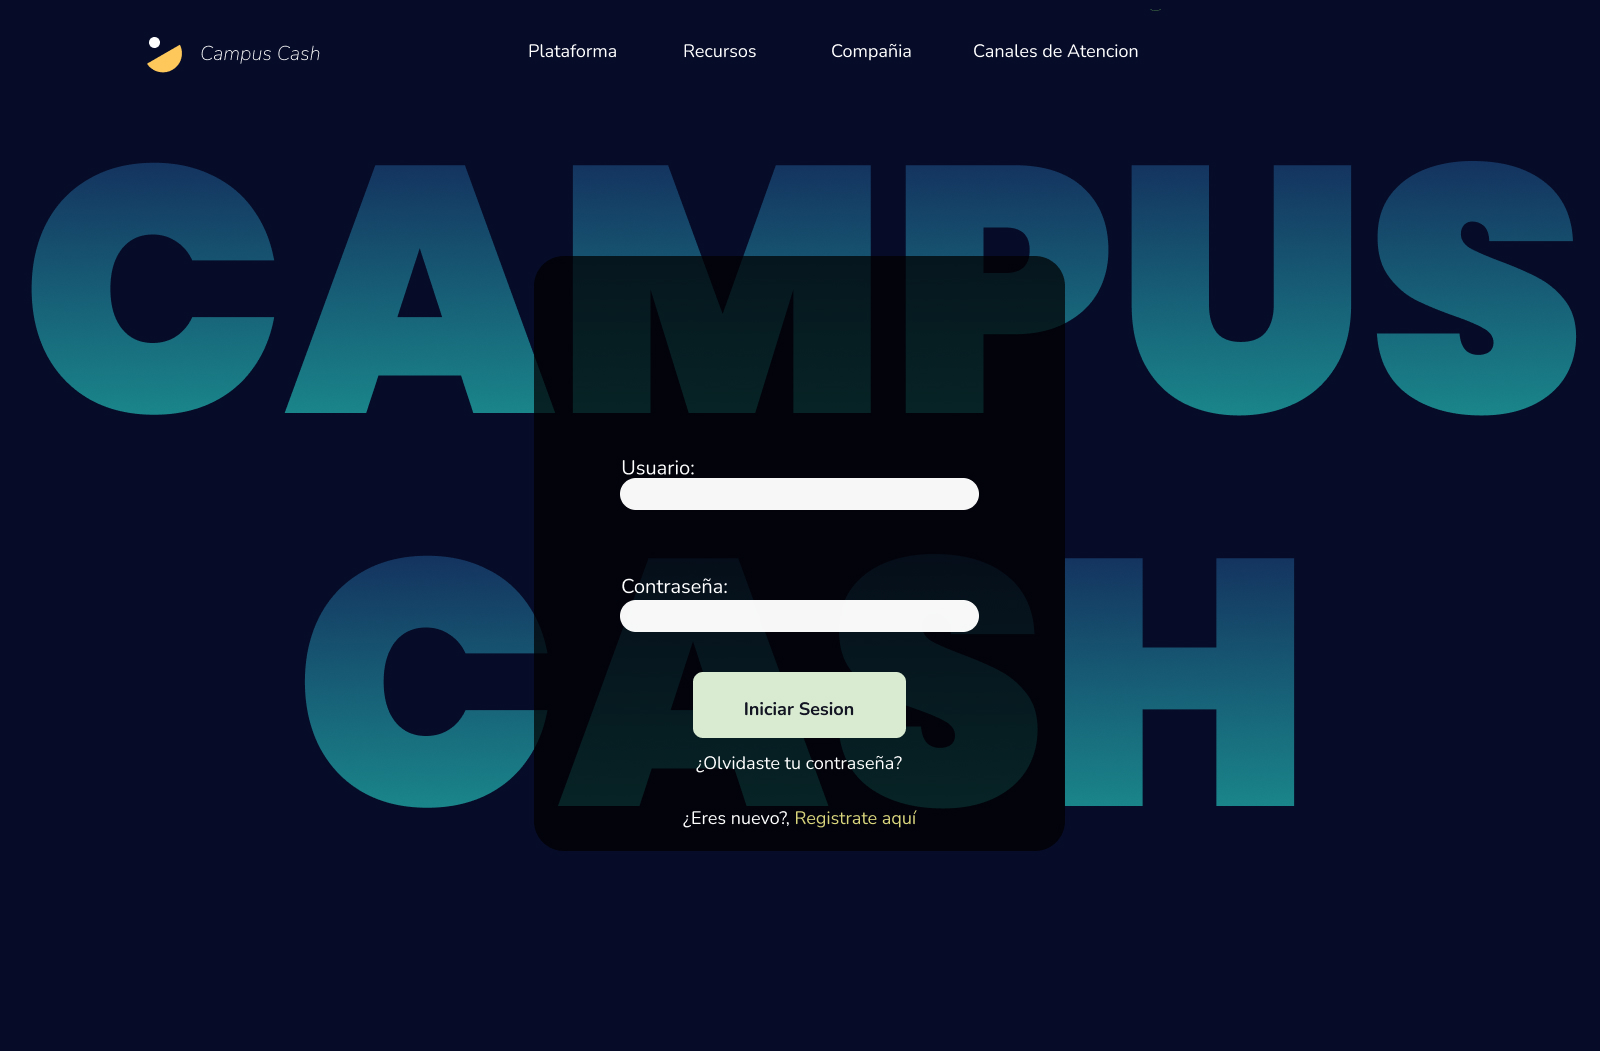 Campus Cash
Plataforma
Recursos
Compañia
Canales de Atencion
CAMPUS
CASH
Usuario:
Contraseña:
Iniciar Sesion
¿Olvidaste tu contraseña?
¿Eres nuevo?, Registrate aquí